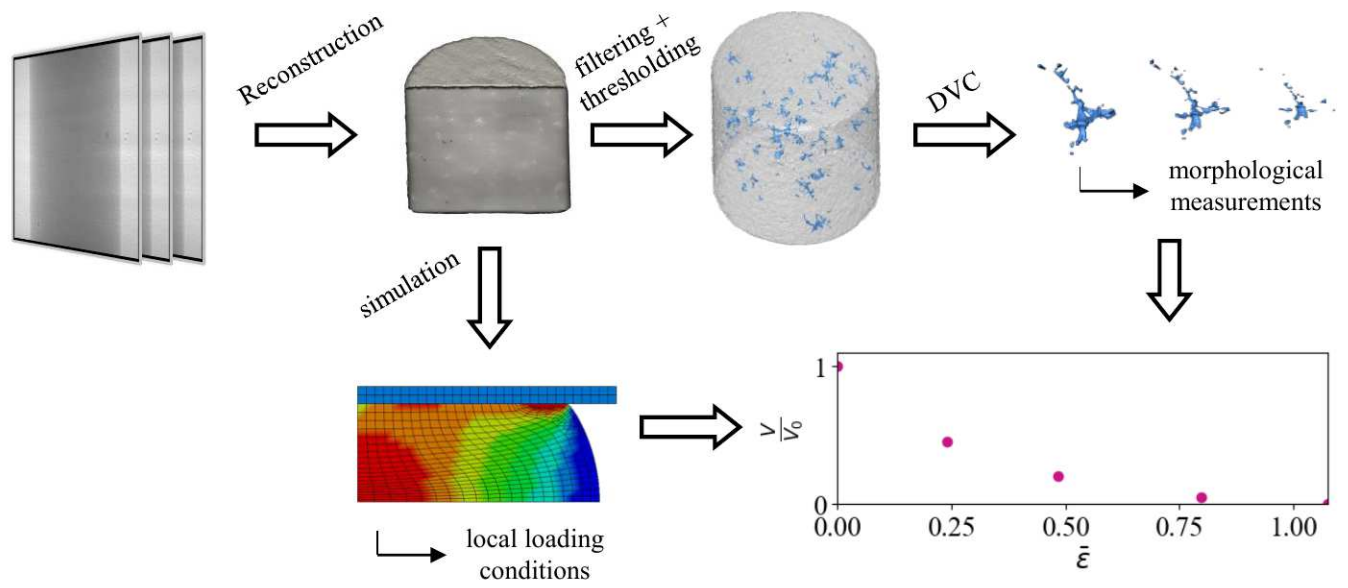 Reconstruction
filtering +
thresholding
DVC
morphological
measurements
simulation
local loading
conditions
V
V₀
1
0
0.00
0.25
0.50
0.75
1.00
ε̄